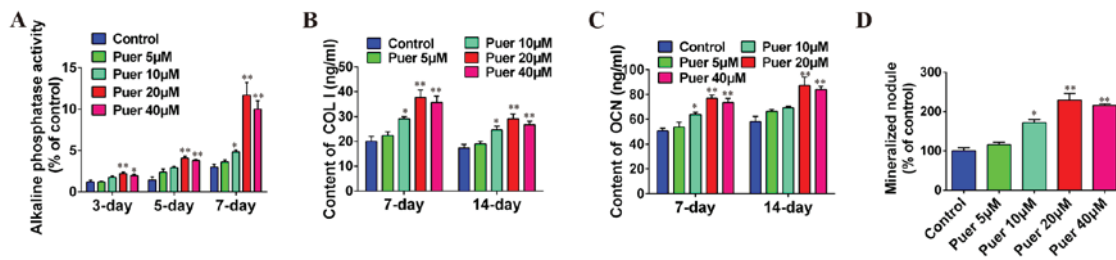 A
Alkaline phosphatase activity
(% of control)
Control
Puer 5μM
Puer 10μM
Puer 20μM
Puer 40μM
15
10
5
0
**
*
**
**
*
**
**
3-day
5-day
7-day
B
Content of COL I (ng/ml)
Control
Puer 5μM
Puer 10μM
Puer 20μM
Puer 40μM
60
40
20
0
*
**
**
*
**
**
7-day
14-day
C
Content of OCN (ng/ml)
Control
Puer 5μM
Puer 40μM
Puer 10μM
Puer 20μM
100
80
60
40
20
0
*
**
**
**
**
7-day
14-day
D
Mineralized nodule
(% of control)
300
200
100
0
*
**
**
Control
Puer 5μM
Puer 10μM
Puer 20μM
Puer 40μM